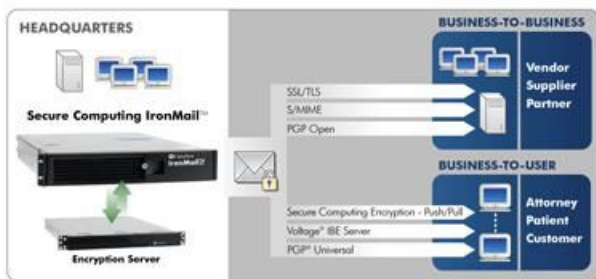 HEADQUARTERS
Secure Computing IronMail™
IronMail
Encryption Server
SSL/TLS
S/MIME
PGP Open
Secure Computing Encryption - Push/Pull
Voltage® IBE Server
PGP® Universal
BUSINESS-TO-BUSINESS
Vendor
Supplier
Partner
BUSINESS-TO-USER
Attorney
Patient
Customer